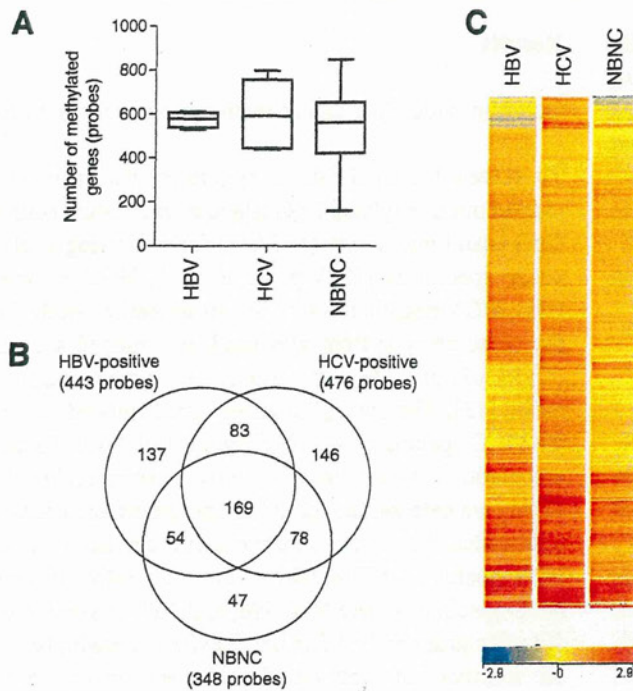 A
Number of methylated
genes (probes)
1000
800
600
400
200
0
HBV
HCV
NBNC
B
HBV-positive
(443 probes)
HCV-positive
(476 probes)
137
83
146
169
54
78
47
NBNC
(348 probes)
C
HBV
HCV
NBNC
-2.9
-0
2.9